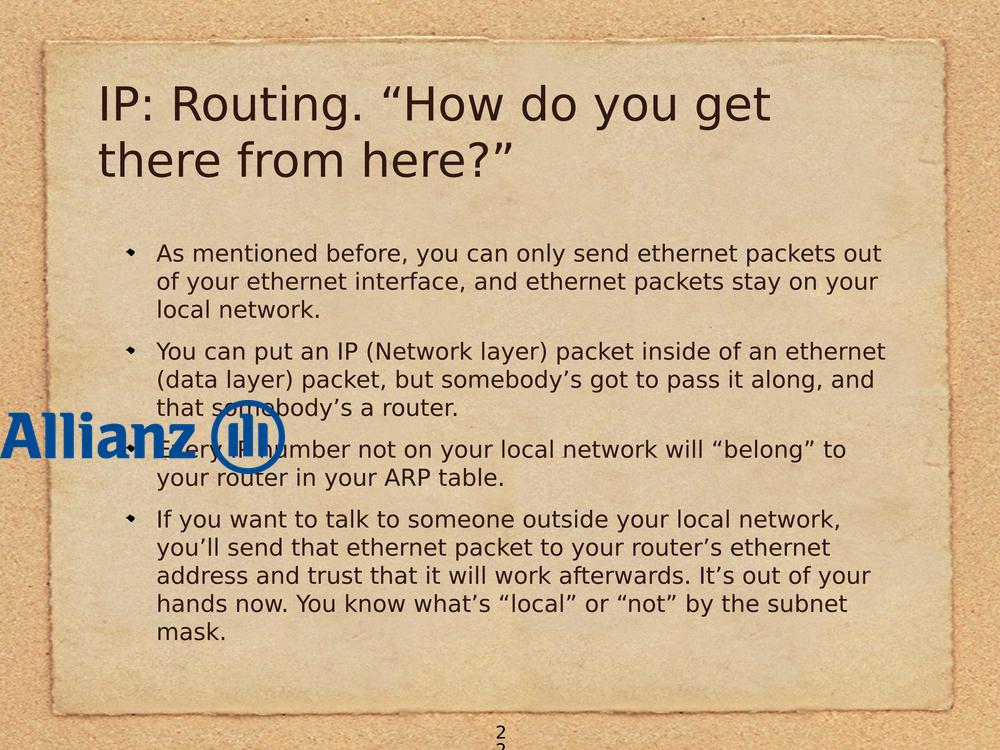 IP: Routing. “How do you get
there from here?”
As mentioned before, you can only send ethernet packets out
of your ethernet interface, and ethernet packets stay on your
local network.
You can put an IP (Network layer) packet inside of an ethernet
(data layer) packet, but somebody’s got to pass it along, and
that somebody’s a router.
Allianz
Every IP number not on your local network will “belong” to
your router in your ARP table.
If you want to talk to someone outside your local network,
you’ll send that ethernet packet to your router’s ethernet
address and trust that it will work afterwards. It’s out of your
hands now. You know what’s “local” or “not” by the subnet
mask.
2
2